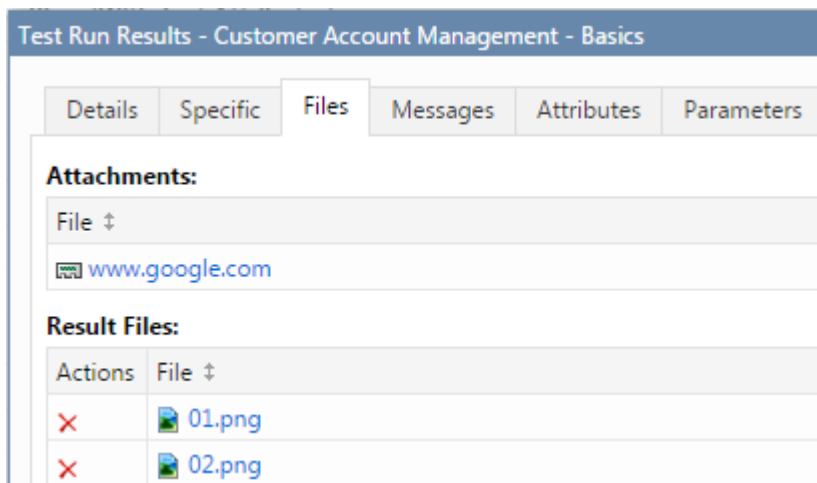 Test Run Results - Customer Account Management - Basics
Details Specific Files Messages Attributes Parameters
Attachments:
File
www.google.com
Result Files:
Actions File
01.png
02.png